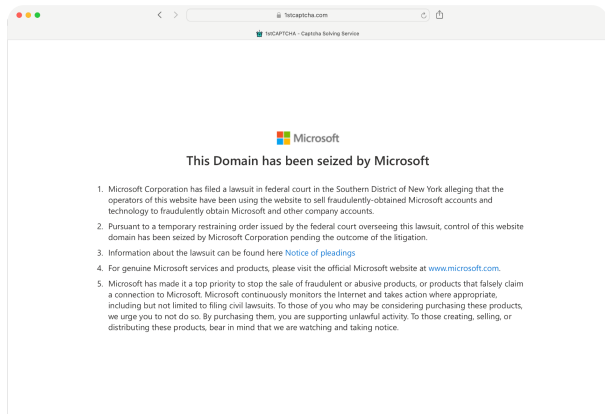 1stcaptcha.com
1stCAPTCHA - Captcha Solving Service
Microsoft
This Domain has been seized by Microsoft
1. Microsoft Corporation has filed a lawsuit in federal court in the Southern District of New York alleging that the
operators of this website have been using the website to sell fraudulently-obtained Microsoft accounts and
technology to fraudulently obtain Microsoft and other company accounts.
2. Pursuant to a temporary restraining order issued by the federal court overseeing this lawsuit, control of this website
domain has been seized by Microsoft Corporation pending the outcome of the litigation.
3. Information about the lawsuit can be found here Notice of pleadings
4. For genuine Microsoft services and products, please visit the official Microsoft website at www.microsoft.com.
5. Microsoft has made it a top priority to stop the sale of fraudulent or abusive products, or products that falsely claim
a connection to Microsoft. Microsoft continuously monitors the Internet and takes action where appropriate,
including but not limited to filing civil lawsuits. To those of you who may be considering purchasing these products,
we urge you to not do so. By purchasing them, you are supporting unlawful activity. To those creating, selling, or
distributing these products, bear in mind that we are watching and taking notice.